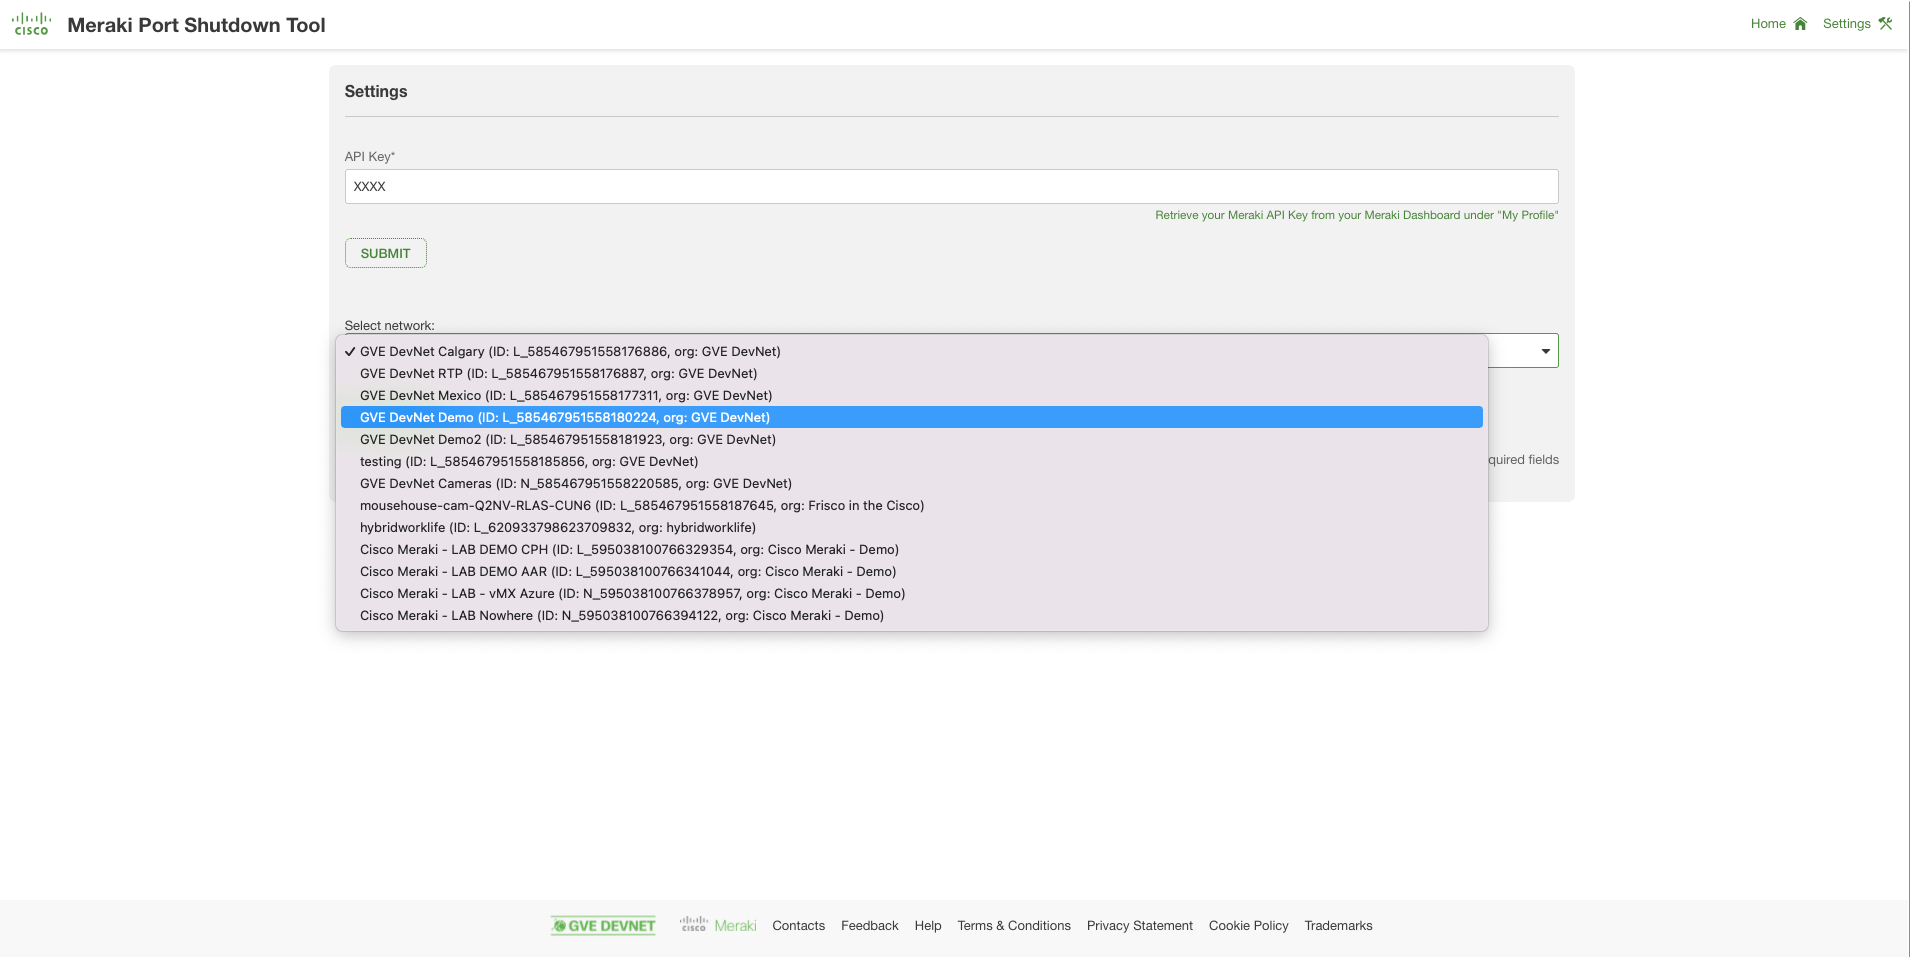 CISCO Meraki Port Shutdown Tool Home Settings
Settings
API Key*
XXXX
Retrieve your Meraki API Key from your Meraki Dashboard under "My Profile"
SUBMIT
Select network:
✓ GVE DevNet Calgary (ID: L_585467951558176886, org: GVE DevNet)
GVE DevNet RTP (ID: L_585467951558176887, org: GVE DevNet)
GVE DevNet Mexico (ID: L_585467951558177311, org: GVE DevNet)
GVE DevNet Demo (ID: L_585467951558180224, org: GVE DevNet)
GVE DevNet Demo2 (ID: L_585467951558181923, org: GVE DevNet)
testing (ID: L_585467951558185856, org: GVE DevNet)
quired fields
GVE DevNet Cameras (ID: N_585467951558220585, org: GVE DevNet)
mousehouse-cam-Q2NV-RLAS-CUN6 (ID: L_585467951558187645, org: Frisco in the Cisco)
hybridworklife (ID: L_620933798623709832, org: hybridworklife)
Cisco Meraki - LAB DEMO CPH (ID: L_595038100766329354, org: Cisco Meraki - Demo)
Cisco Meraki - LAB DEMO AAR (ID: L_595038100766341044, org: Cisco Meraki - Demo)
Cisco Meraki - LAB - vMX Azure (ID: N_595038100766378957, org: Cisco Meraki - Demo)
Cisco Meraki - LAB Nowhere (ID: N_595038100766394122, org: Cisco Meraki - Demo)
GVE DEVNET CISCO Meraki Contacts Feedback Help Terms & Conditions Privacy Statement Cookie Policy Trademarks